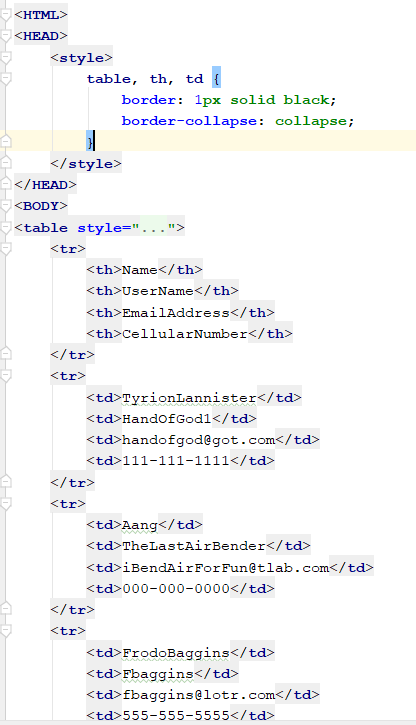 <HTML>
<HEAD>
<style>
table, th, td {
border: 1px solid black;
border-collapse: collapse;
}
</style>
</HEAD>
<BODY>
<table style="...">
<tr>
<th>Name</th>
<th>UserName</th>
<th>EmailAddress</th>
<th>CellularNumber</th>
</tr>
<tr>
<td>TyrionLannister</td>
<td>HandOfGod1</td>
<td>handofgod@got.com</td>
<td>111-111-1111</td>
</tr>
<tr>
<td>Aang</td>
<td>TheLastAirBender</td>
<td>iBendAirForFun@tlab.com</td>
<td>000-000-0000</td>
</tr>
<tr>
<td>FrodoBaggins</td>
<td>Fbaggins</td>
<td>fbaggins@lotr.com</td>
<td>555-555-5555</td>